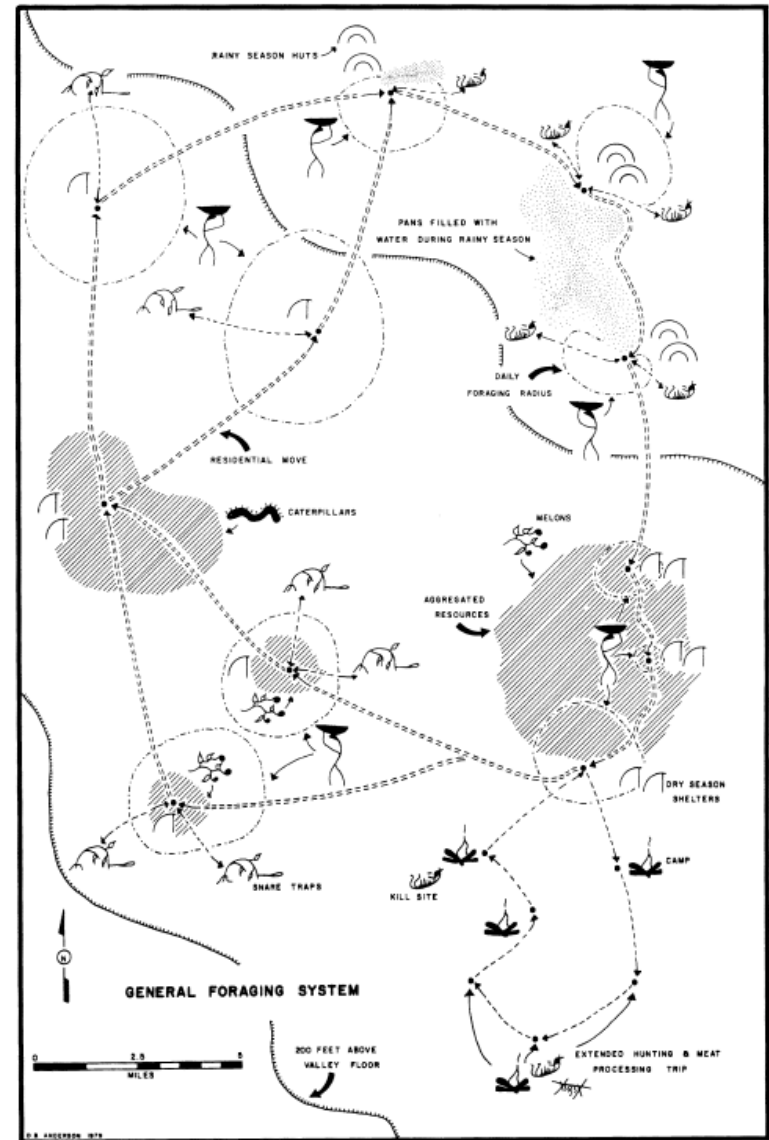 RAINY SEASON HUTS
PANS FILLED WITH
WATER DURING RAINY SEASON
DAILY
FORAGING RADIUS
RESIDENTIAL MOVE
CATERPILLARS
MELONS
AGGREGATED
RESOURCES
DRY SEASON
SHELTERS
CAMP
KILL SITE
SNARE TRAPS
N
GENERAL FORAGING SYSTEM
0 2.5 5
MILES
200 FEET ABOVE
VALLEY FLOOR
EXTENDED HUNTING & MEAT
PROCESSING TRIP
D S ANDERSON 1979